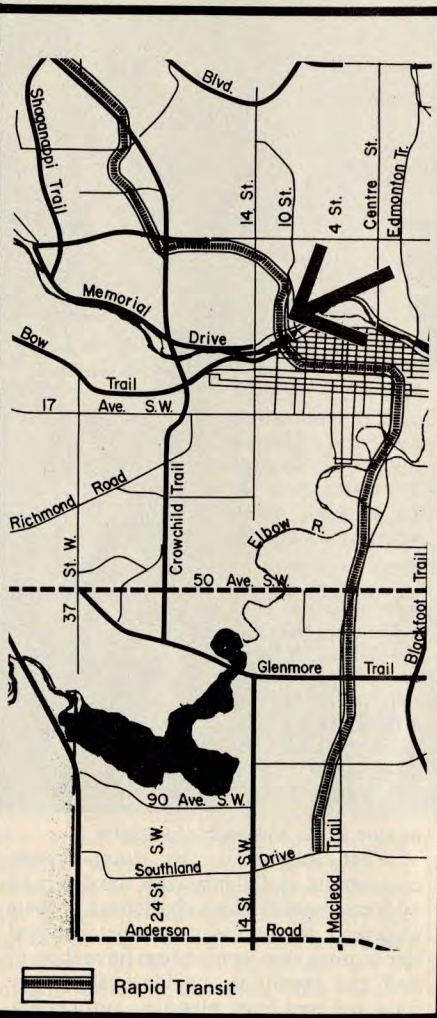 Blvd.
Shaganappi Trail
14 St.
10 St.
4 St.
Centre St.
Edmonton Tr.
Memorial
Drive
Bow
Trail
17 Ave. S.W.
Richmond Road
Crowchild Trail
Elbow R.
37 St. W.
50 Ave. S.W.
Blackfoot Trail
Glenmore Trail
90 Ave. S.W.
24 St. S.W.
14 St. S.W.
Southland Drive
Macleod Trail
Anderson Road
Rapid Transit